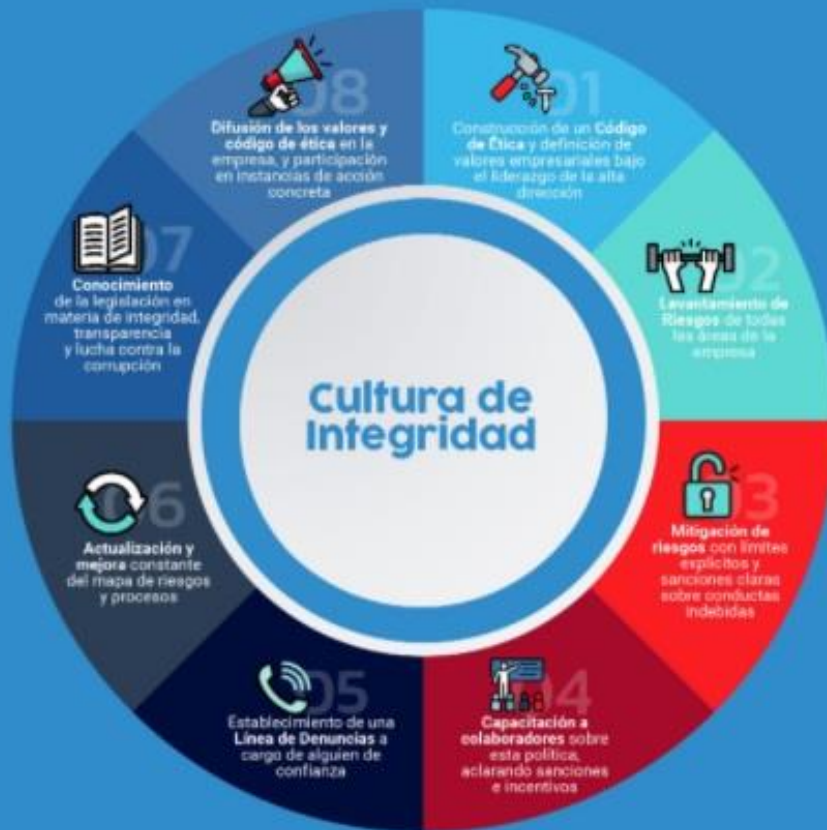 Cultura de
Integridad
01
Construcción de un Código
de Ética y definición de
valores empresariales bajo
el liderazgo de la alta
dirección
02
Levantamiento de
Riesgos de todas
las áreas de la
empresa
03
Mitigación de
riesgos con límites
explícitos y
sanciones claras
sobre conductas
indebidas
04
Capacitación a
colaboradores sobre
esta política,
aclarando sanciones
e incentivos
05
Establecimiento de una
Línea de Denuncias a
cargo de alguien de
confianza
06
Actualización y
mejora constante
del mapa de riesgos
y procesos
07
Conocimiento
de la legislación en
materia de integridad,
transparencia
y lucha contra la
corrupción
08
Difusión de los valores y
código de ética en la
empresa, y participación
en instancias de acción
concreta